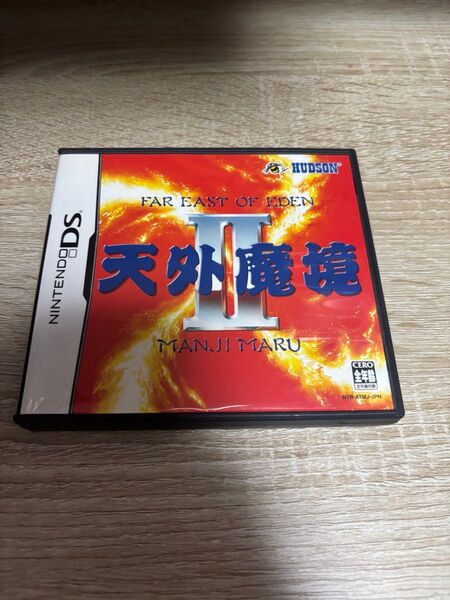 NINTENDO DS
HUDSON
FAR EAST OF EDEN
II
天外魔境
MANJI MARU
CERO
全年齢
NTR-ATMJ-JPN